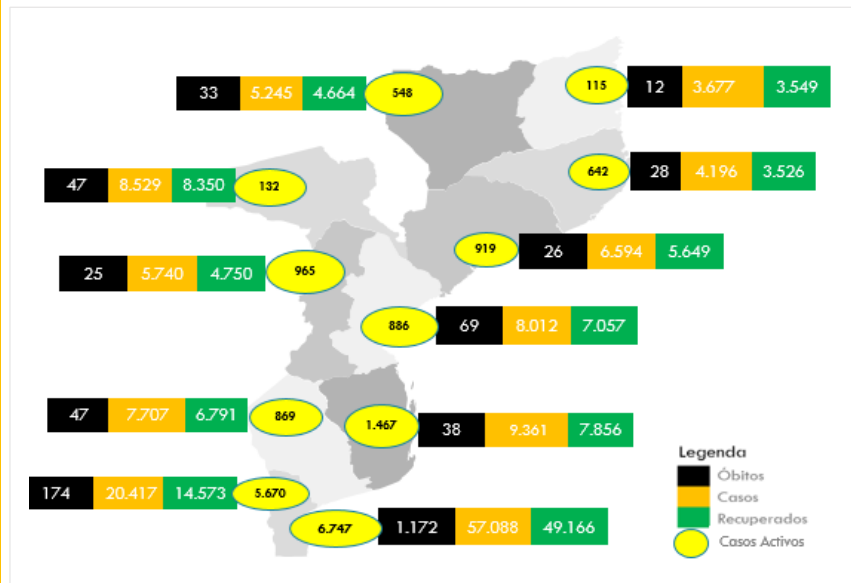 33 5.245 4.664 548
115 12 3.677 3.549
47 8.529 8.350 132
642 28 4.196 3.526
919 26 6.594 5.649
25 5.740 4.750 965
886 69 8.012 7.057
47 7.707 6.791 869
1.467 38 9.361 7.856
174 20.417 14.573 5.670
6.747 1.172 57.088 49.166
Legenda
Óbitos
Casos
Recuperados
Casos Activos